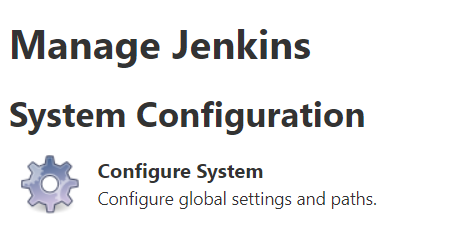 Manage Jenkins
System Configuration
Configure System
Configure global settings and paths.